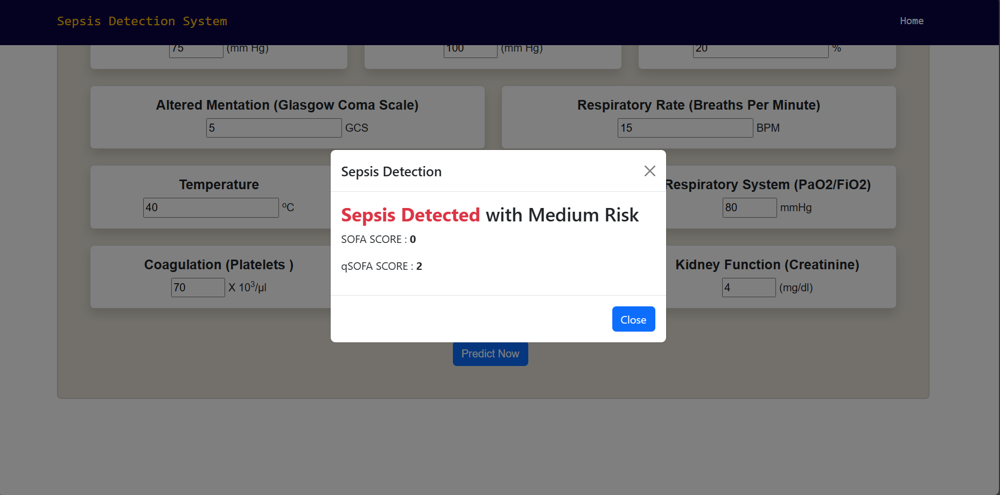 Sepsis Detection System
Home
75 (mm Hg)
100 (mm Hg)
20 %
Altered Mentation (Glasgow Coma Scale)
5 GCS
Respiratory Rate (Breaths Per Minute)
15 BPM
Sepsis Detection
Sepsis Detected with Medium Risk
SOFA SCORE : 0
qSOFA SCORE : 2
Close
Temperature
40 ºC
Respiratory System (PaO2/FiO2)
80 mmHg
Coagulation (Platelets )
70 X 10³/µl
Kidney Function (Creatinine)
4 (mg/dl)
Predict Now